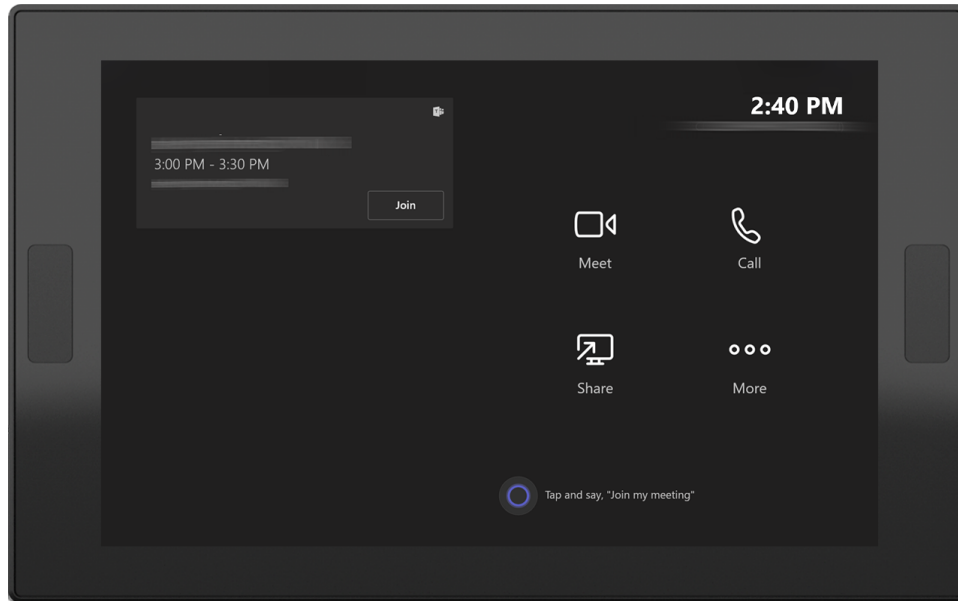 2:40 PM
3:00 PM - 3:30 PM
Join
Meet
Call
Share
More
Tap and say, "Join my meeting"